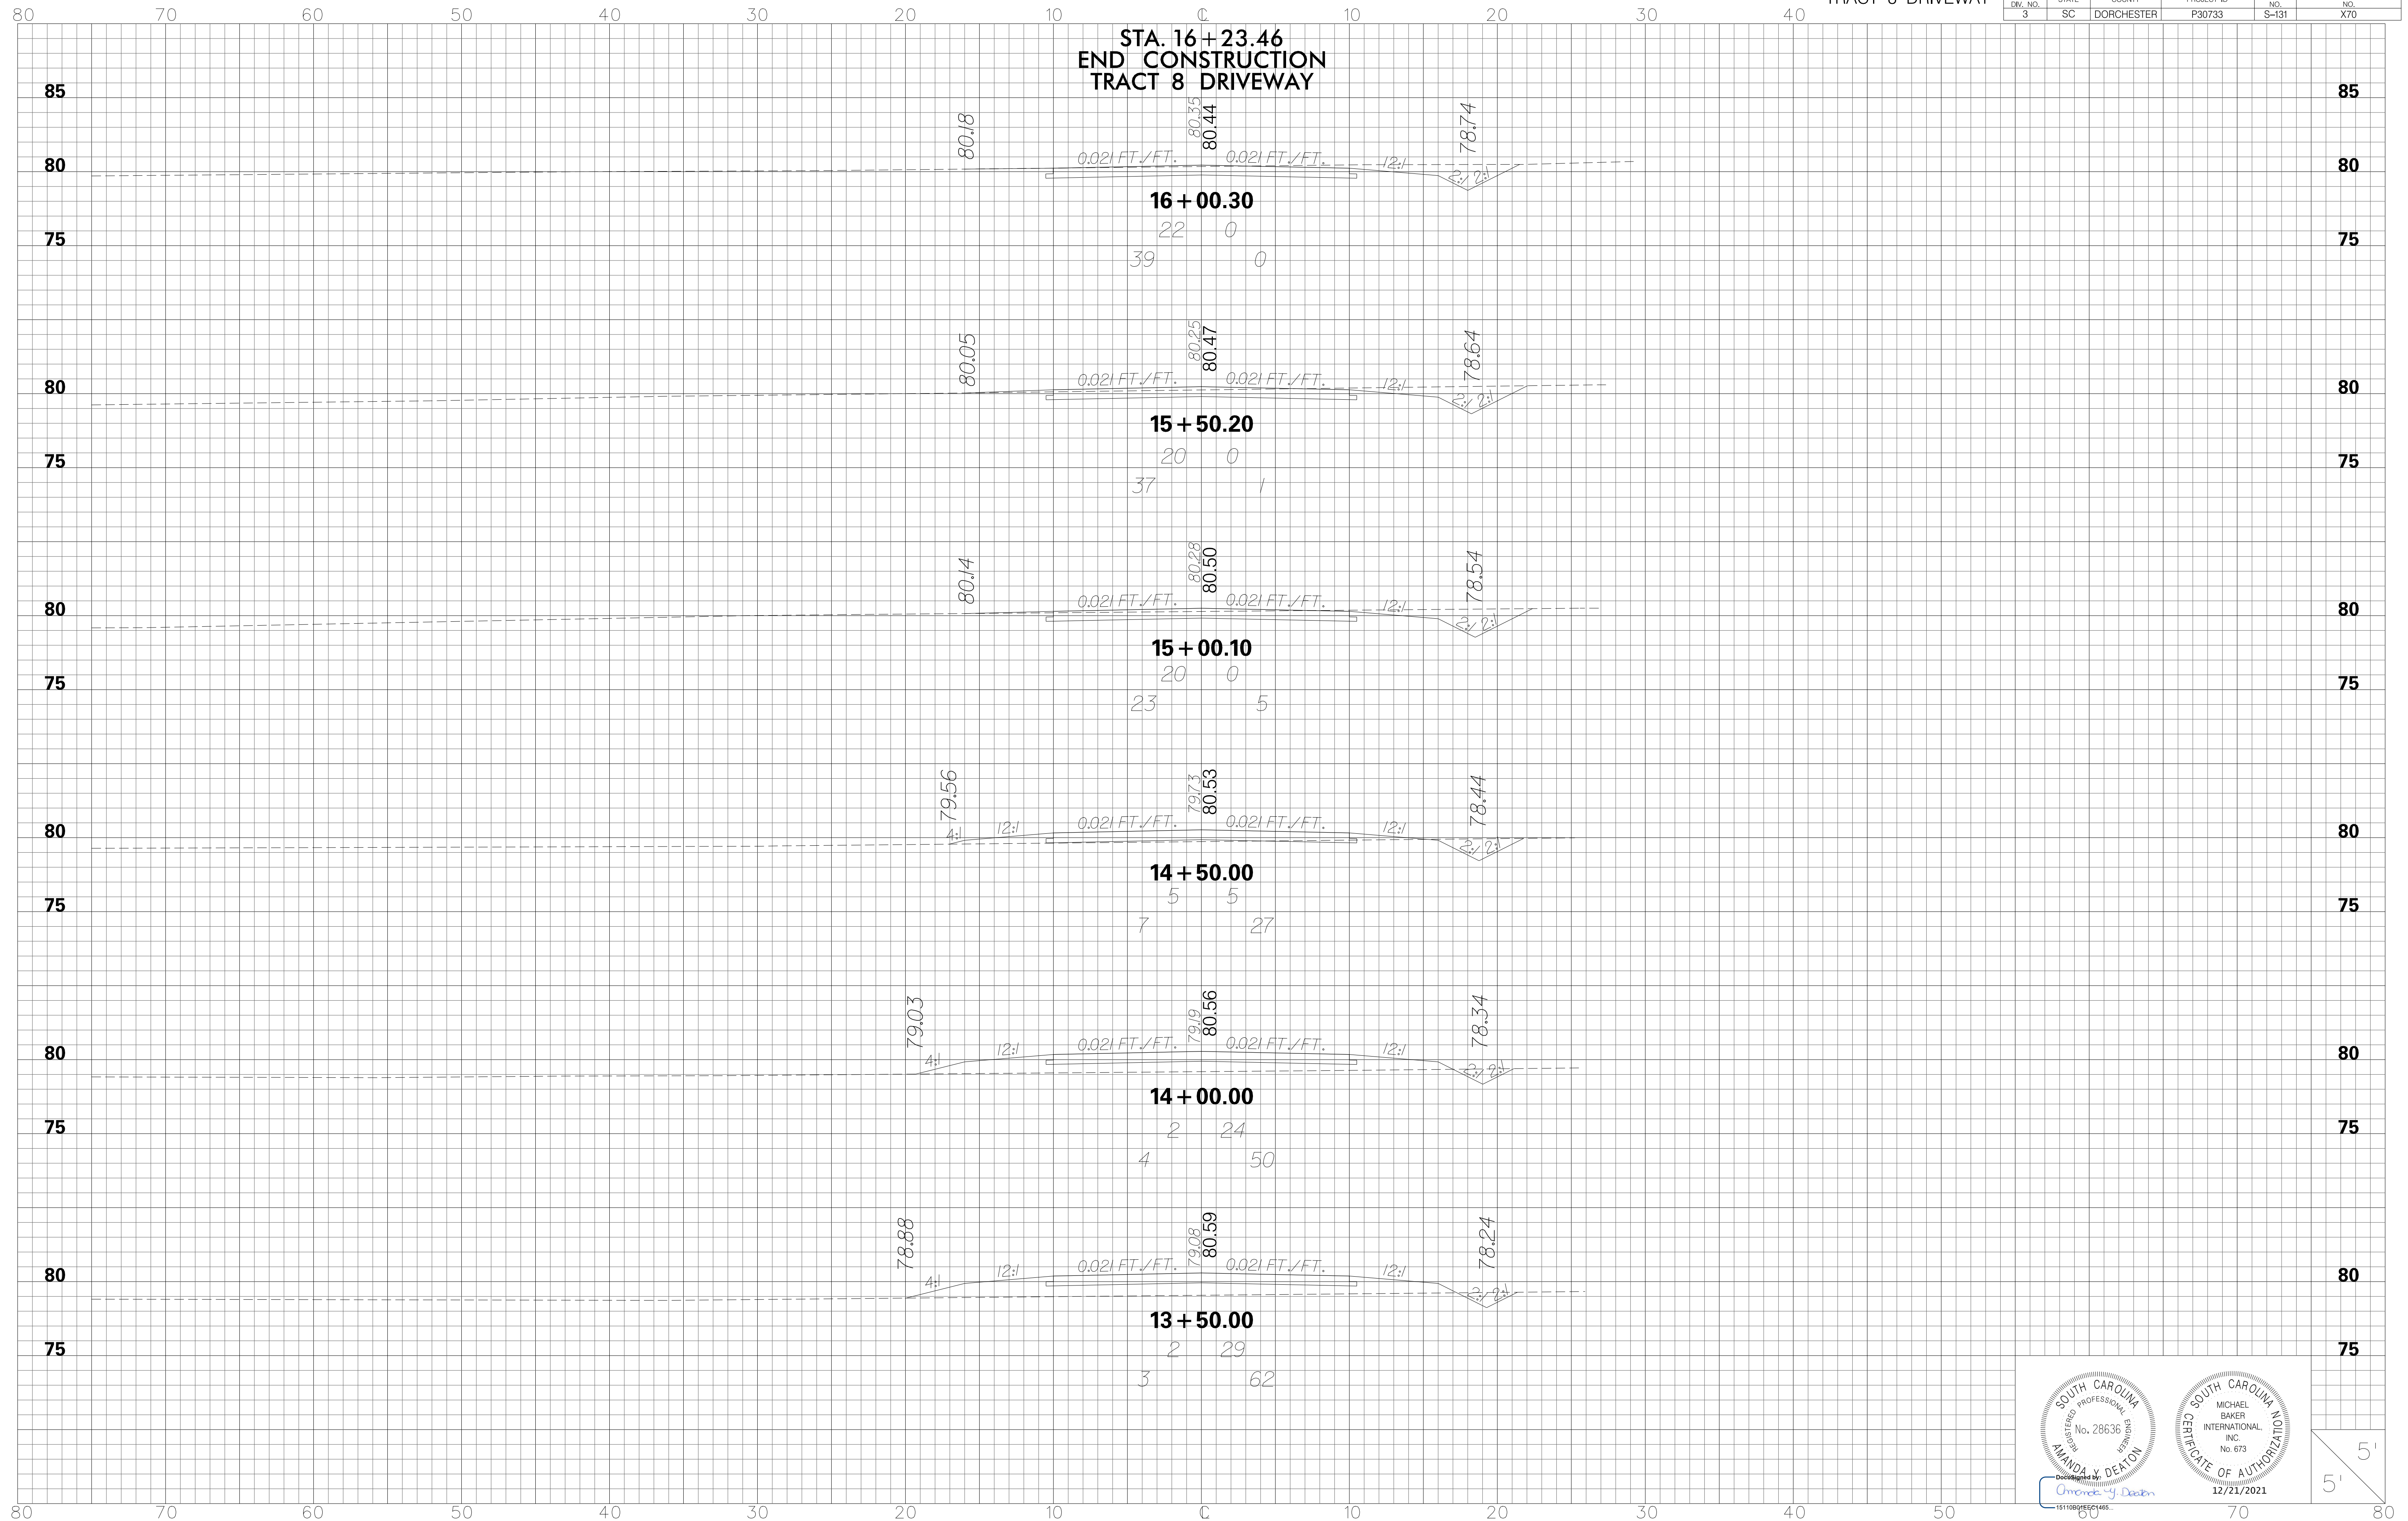 TRACT 8 DRIVEWAY
DIV. NO. NO. NO.
3 SC DORCHESTER P30733 S-131 X70
80 70 60 50 40 30 20 10 ℄ 10 20 30 40
STA. 16+23.46
END CONSTRUCTION
TRACT 8 DRIVEWAY
85 85
80.18 80.35 80.44 78.74
80 0.021 FT./FT. 0.021 FT./FT. 12:1 80
2:1 2:1
16+00.30
22 0
75 75
39 0
80.05 80.25 80.47 78.64
80 0.021 FT./FT. 0.021 FT./FT. 12:1 80
2:1 2:1
15+50.20
20 0
75 75
37 1
80.14 80.28 80.50 78.54
80 0.021 FT./FT. 0.021 FT./FT. 12:1 80
2:1 2:1
15+00.10
20 0
75 75
23 5
79.56 79.73 80.53 78.44
80 4:1 12:1 0.021 FT./FT. 0.021 FT./FT. 12:1 80
2:1 2:1
14+50.00
5 5
75 75
7 27
79.03 79.19 80.56 78.34
80 4:1 12:1 0.021 FT./FT. 0.021 FT./FT. 12:1 80
2:1 2:1
14+00.00
2 24
75 75
4 50
78.88 79.08 80.59 78.24
80 4:1 12:1 0.021 FT./FT. 0.021 FT./FT. 12:1 80
2:1 2:1
13+50.00
2 29
75 75
3 62
SOUTH CAROLINA
REGISTERED PROFESSIONAL ENGINEER
No. 28636
AMANDA Y DEATON
DocuSigned by:
Amanda Y. Deaton
15110B01EEC1465...
SOUTH CAROLINA
MICHAEL
BAKER
INTERNATIONAL,
INC.
No. 673
CERTIFICATE OF AUTHORIZATION
12/21/2021
5'
5'
80 70 60 50 40 30 20 10 ℄ 10 20 30 40 50 60 70 80